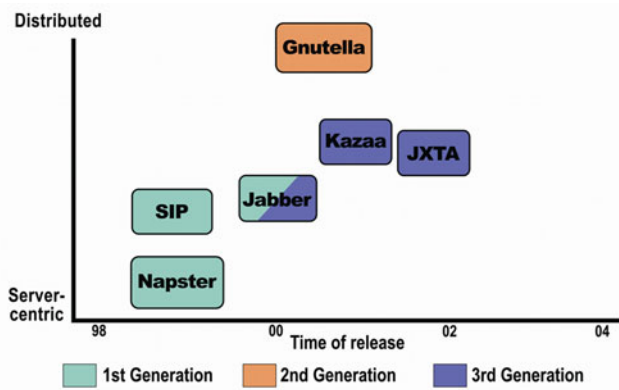 Distributed
Gnutella
Kazaa
JXTA
Jabber
SIP
Napster
Server-
centric
98
00
02
04
Time of release
1st Generation
2nd Generation
3rd Generation